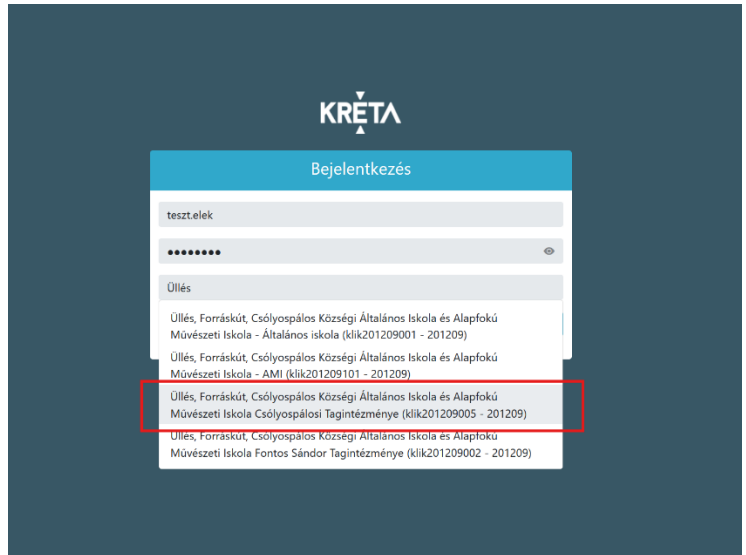 KRÉTA
Bejelentkezés
teszt.elek
Üllés
Üllés, Forráskút, Csólyospálos Községi Általános Iskola és Alapfokú
Művészeti Iskola - Általános iskola (klik201209001 - 201209)
Üllés, Forráskút, Csólyospálos Községi Általános Iskola és Alapfokú
Művészeti Iskola - AMI (klik201209101 - 201209)
Üllés, Forráskút, Csólyospálos Községi Általános Iskola és Alapfokú
Művészeti Iskola Csólyospálosi Tagintézménye (klik201209005 - 201209)
Üllés, Forráskút, Csólyospálos Községi Általános Iskola és Alapfokú
Művészeti Iskola Fontos Sándor Tagintézménye (klik201209002 - 201209)